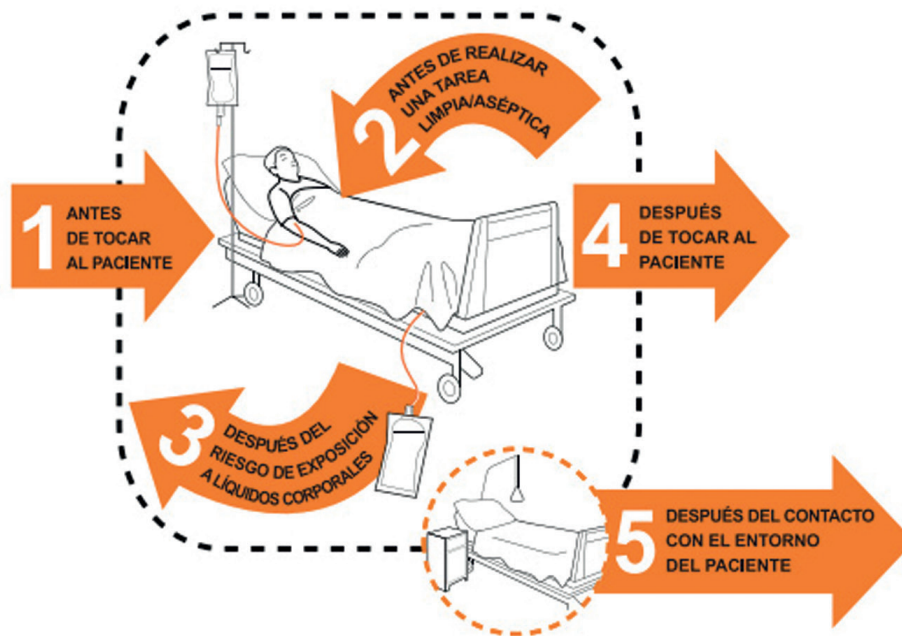 1 ANTES
DE TOCAR
AL PACIENTE
2 ANTES DE REALIZAR
UNA TAREA
LIMPIA/ASÉPTICA
3 DESPUÉS DEL
RIESGO DE EXPOSICIÓN
A LÍQUIDOS CORPORALES
4 DESPUÉS
DE TOCAR AL
PACIENTE
5 DESPUÉS DEL CONTACTO
CON EL ENTORNO
DEL PACIENTE